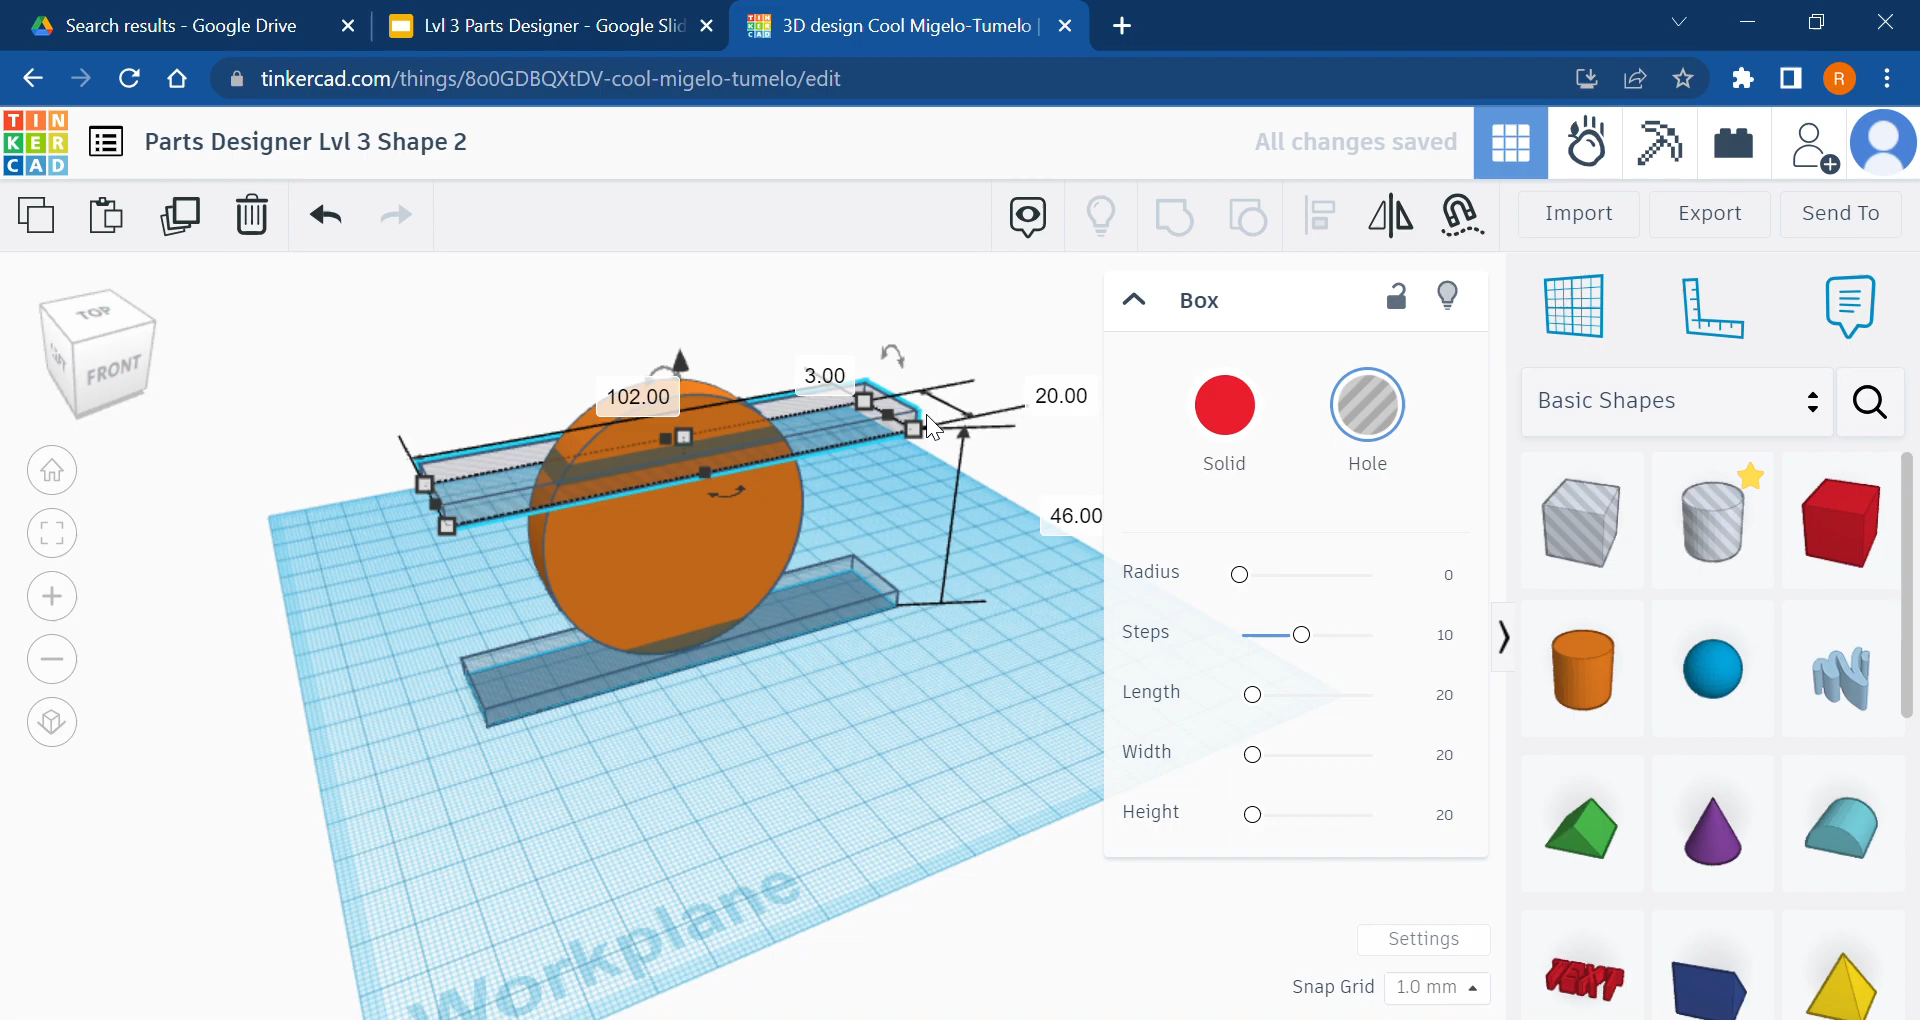 Search results - Google Drive
Lvl 3 Parts Designer - Google Slid
3D design Cool Migelo-Tumelo |
tinkercad.com/things/8o0GDBQXtDV-cool-migelo-tumelo/edit
R
TIN
KER
CAD
Parts Designer Lvl 3 Shape 2
All changes saved
Import
Export
Send To
TOP
LEFT
FRONT
102.00
3.00
20.00
46.00
Workplane
Box
Solid
Hole
Radius
0
Steps
10
Length
20
Width
20
Height
20
Settings
Snap Grid
1.0 mm
Basic Shapes
TEXT